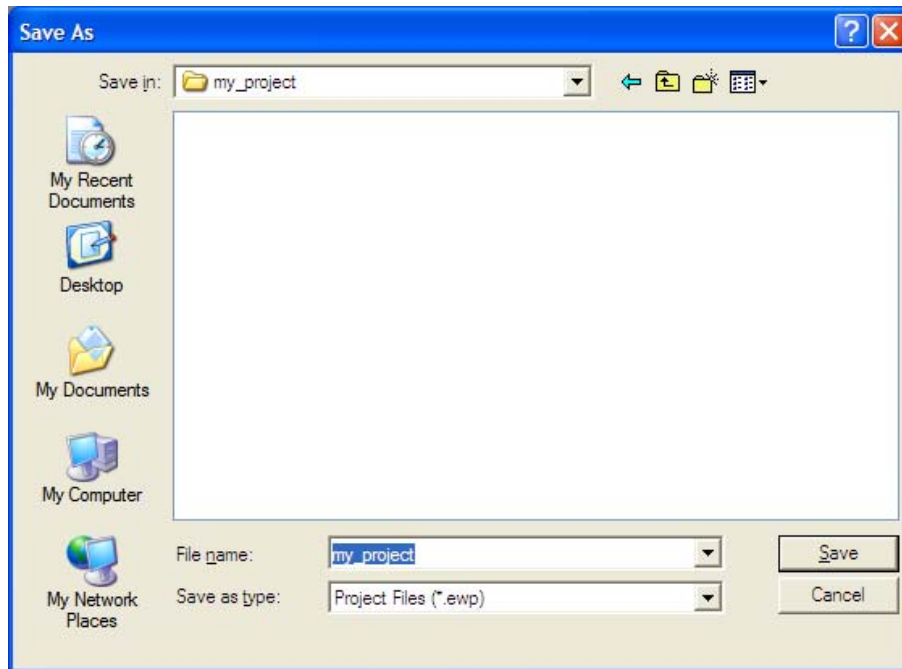 Save As
Save in:
my_project
My Recent
Documents
Desktop
My Documents
My Computer
My Network
Places
File name:
my_project
Save
Save as type:
Project Files (*.ewp)
Cancel